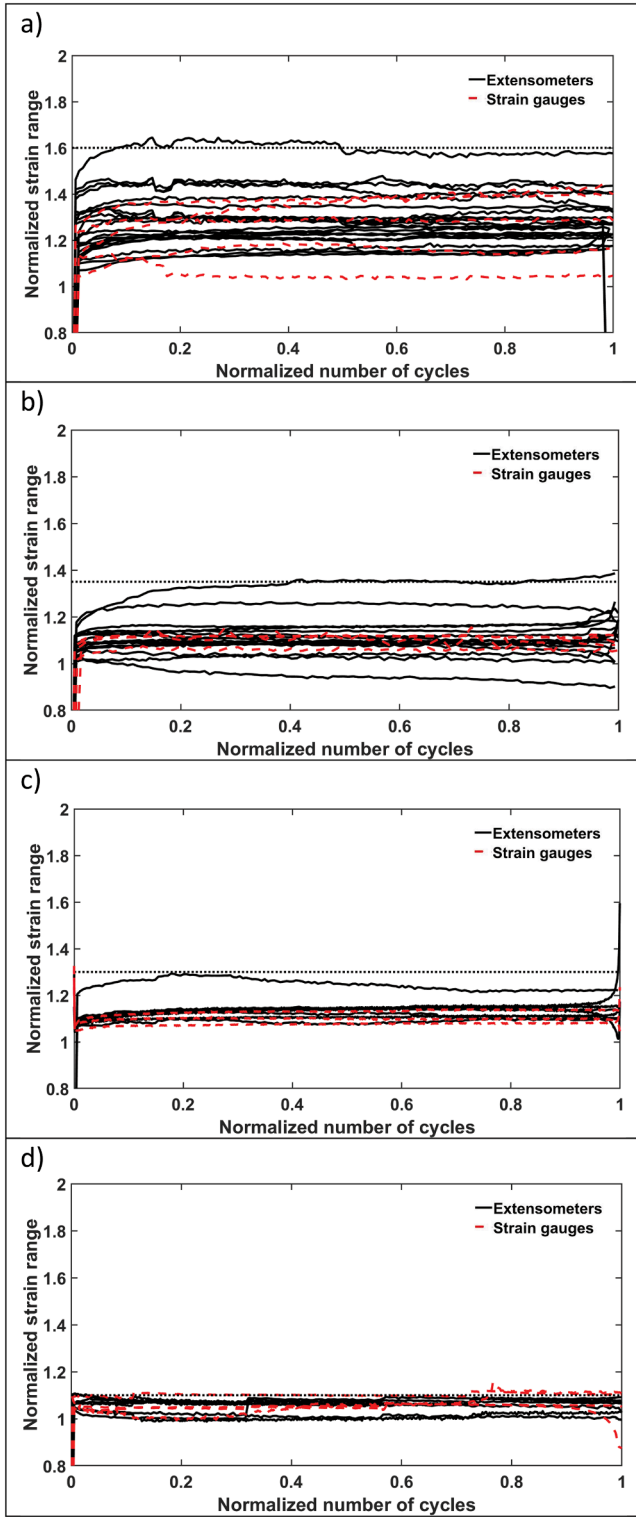 a)
2
1.8
1.6
1.4
1.2
1
0.8
Normalized strain range
Extensometers
Strain gauges
0 0.2 0.4 0.6 0.8 1
Normalized number of cycles
b)
2
1.8
1.6
1.4
1.2
1
0.8
Normalized strain range
Extensometers
Strain gauges
0 0.2 0.4 0.6 0.8 1
Normalized number of cycles
c)
2
1.8
1.6
1.4
1.2
1
0.8
Normalized strain range
Extensometers
Strain gauges
0 0.2 0.4 0.6 0.8 1
Normalized number of cycles
d)
2
1.8
1.6
1.4
1.2
1
0.8
Normalized strain range
Extensometers
Strain gauges
0 0.2 0.4 0.6 0.8 1
Normalized number of cycles